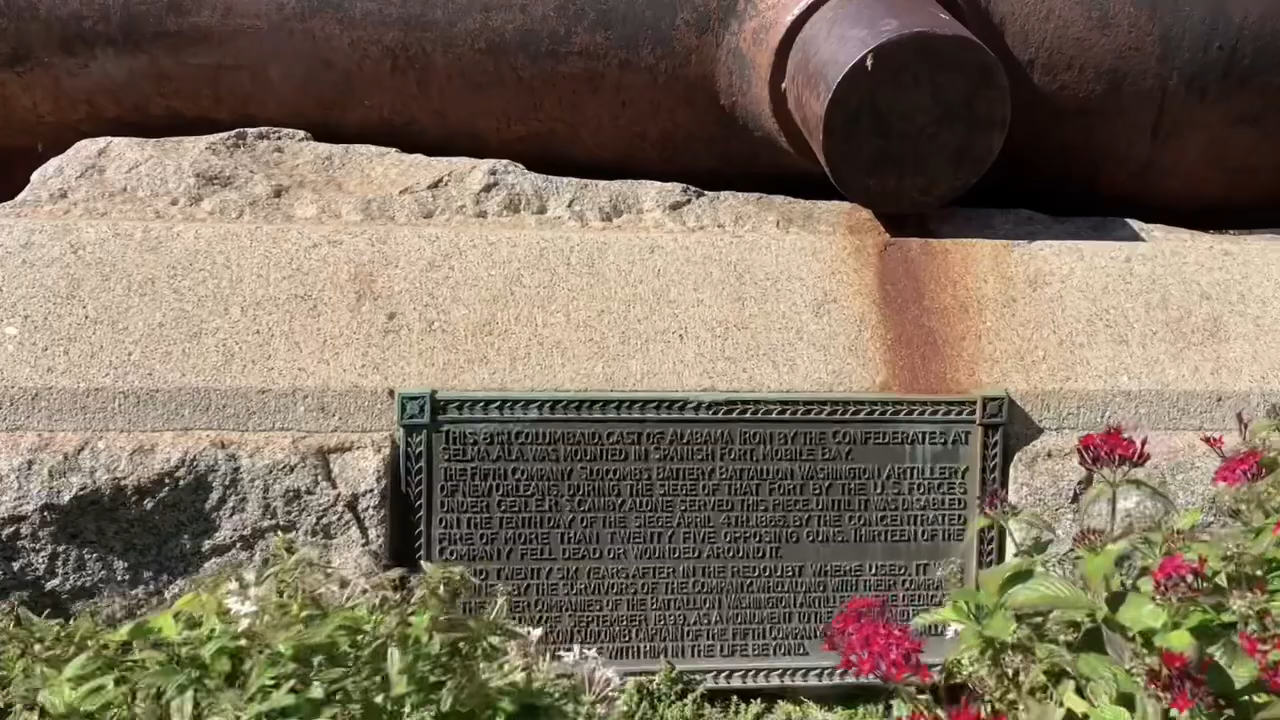 THIS 8 IN COLUMBIAD, CAST OF ALABAMA IRON BY THE CONFEDERATES AT
SELMA, ALA. WAS MOUNTED IN SPANISH FORT, MOBILE BAY.
THE FIFTH COMPANY SLOCOMB'S BATTERY, BATTALION WASHINGTON ARTILLERY
OF NEW ORLEANS, DURING THE SIEGE OF THAT FORT BY THE U. S. FORCES
UNDER GEN. E.R.S. CANBY, ALONE SERVED THIS PIECE UNTIL IT WAS DISABLED
ON THE TENTH DAY OF THE SIEGE APRIL 4TH. 1865, BY THE CONCENTRATED
FIRE OF MORE THAN TWENTY FIVE OPPOSING GUNS. THIRTEEN OF THE
COMPANY FELL DEAD OR WOUNDED AROUND IT.
TWENTY SIX YEARS AFTER IN THE REDOUBT WHERE USED, IT
BY THE SURVIVORS OF THE COMPANY, WHO ALONG WITH THEIR
COMPANIES OF THE BATTALION WASHINGTON
SEPTEMBER 1899, AS A MONUMENT TO
SLOCOMB CAPTAIN OF THE FIFTH
WITH HIM IN THE LIFE BEYOND.